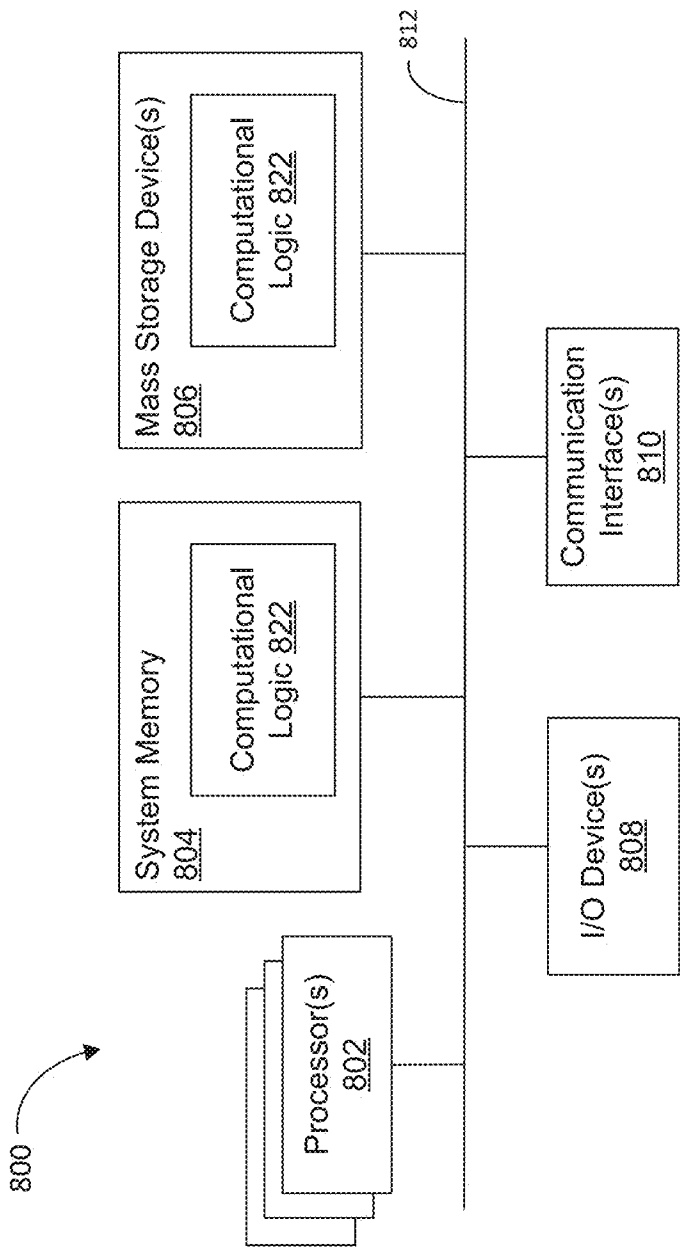 800
Processor(s)
802
System Memory
804
Computational
Logic 822
Mass Storage Device(s)
806
Computational
Logic 822
812
I/O Device(s)
808
Communication
Interface(s)
810